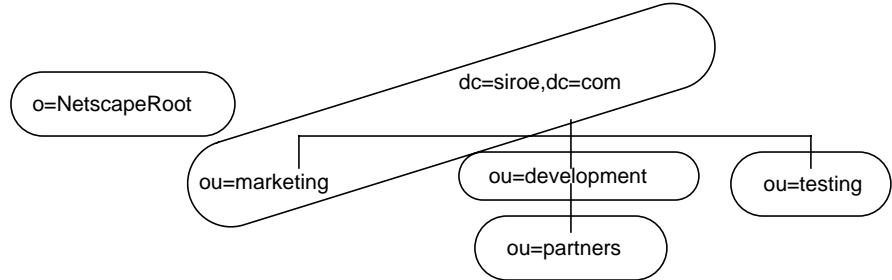 dc=siroe,dc=com
o=NetscapeRoot
ou=marketing
ou=development
ou=testing
ou=partners